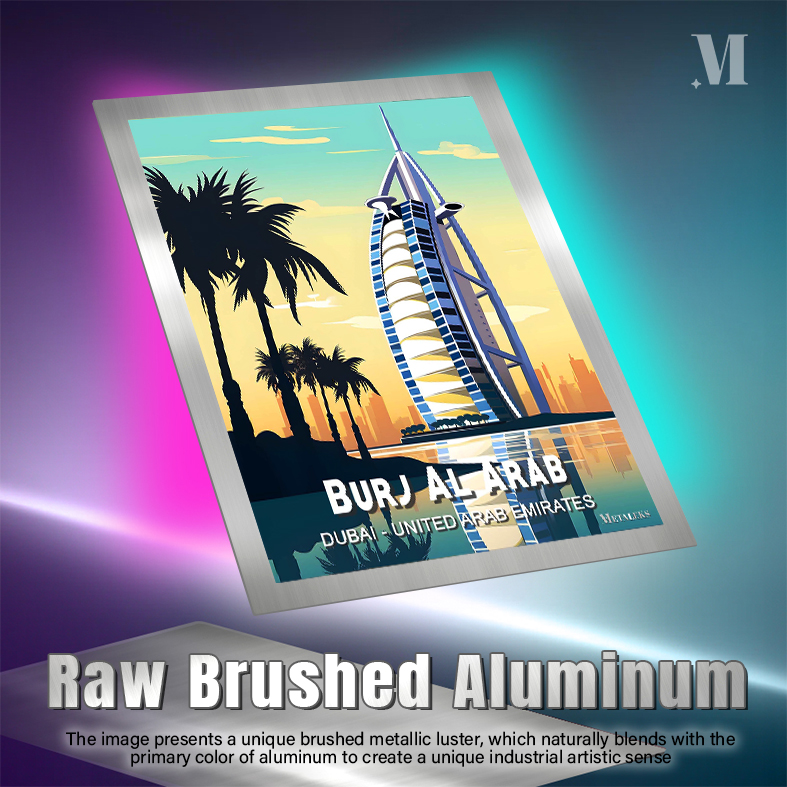 M
BURJ AL ARAB
DUBAI - UNITED ARAB EMIRATES
METALEKS
Raw Brushed Aluminum
The image presents a unique brushed metallic luster, which naturally blends with the
primary color of aluminum to create a unique industrial artistic sense